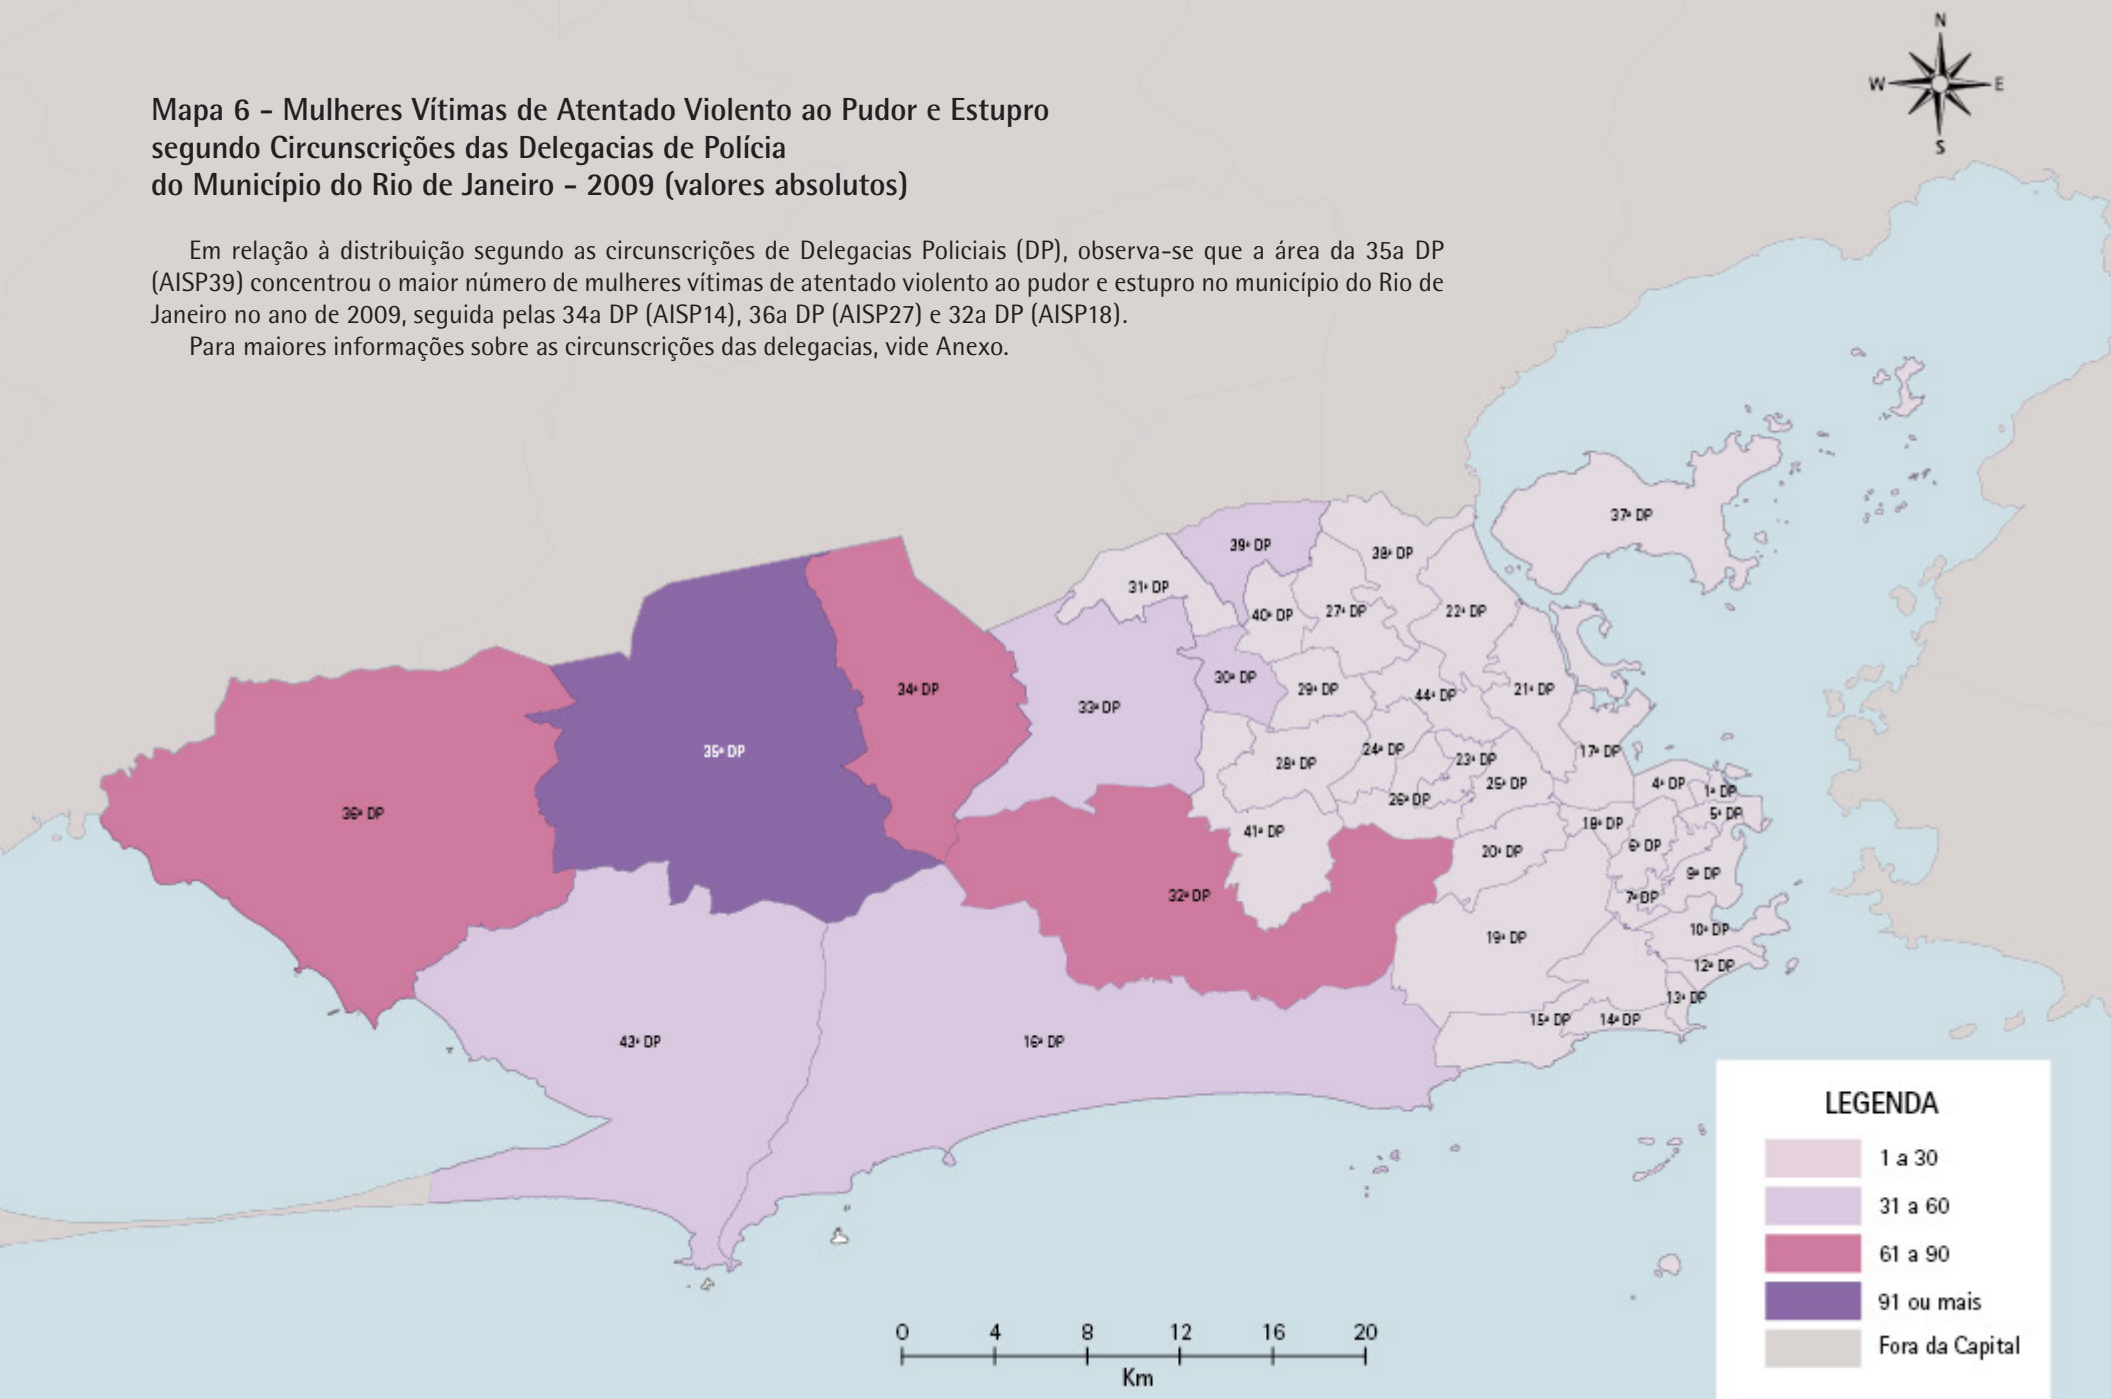 N
W E
S
Mapa 6 - Mulheres Vítimas de Atentado Violento ao Pudor e Estupro
segundo Circunscrições das Delegacias de Polícia
do Município do Rio de Janeiro - 2009 (valores absolutos)
Em relação à distribuição segundo as circunscrições de Delegacias Policiais (DP), observa-se que a área da 35a DP
(AISP39) concentrou o maior número de mulheres vítimas de atentado violento ao pudor e estupro no município do Rio de
Janeiro no ano de 2009, seguida pelas 34a DP (AISP14), 36a DP (AISP27) e 32a DP (AISP18).
Para maiores informações sobre as circunscrições das delegacias, vide Anexo.
37ª DP
39ª DP
38ª DP
31ª DP
40ª DP
27ª DP
22ª DP
30ª DP
29ª DP
44ª DP
21ª DP
34ª DP
33ª DP
35ª DP
28ª DP
24ª DP
23ª DP
17ª DP
25ª DP
4ª DP
1ª DP
26ª DP
36ª DP
5ª DP
41ª DP
18ª DP
20ª DP
6ª DP
9ª DP
32ª DP
7ª DP
19ª DP
10ª DP
12ª DP
13ª DP
15ª DP
14ª DP
43ª DP
16ª DP
LEGENDA
1 a 30
31 a 60
61 a 90
91 ou mais
Fora da Capital
0 4 8 12 16 20
Km